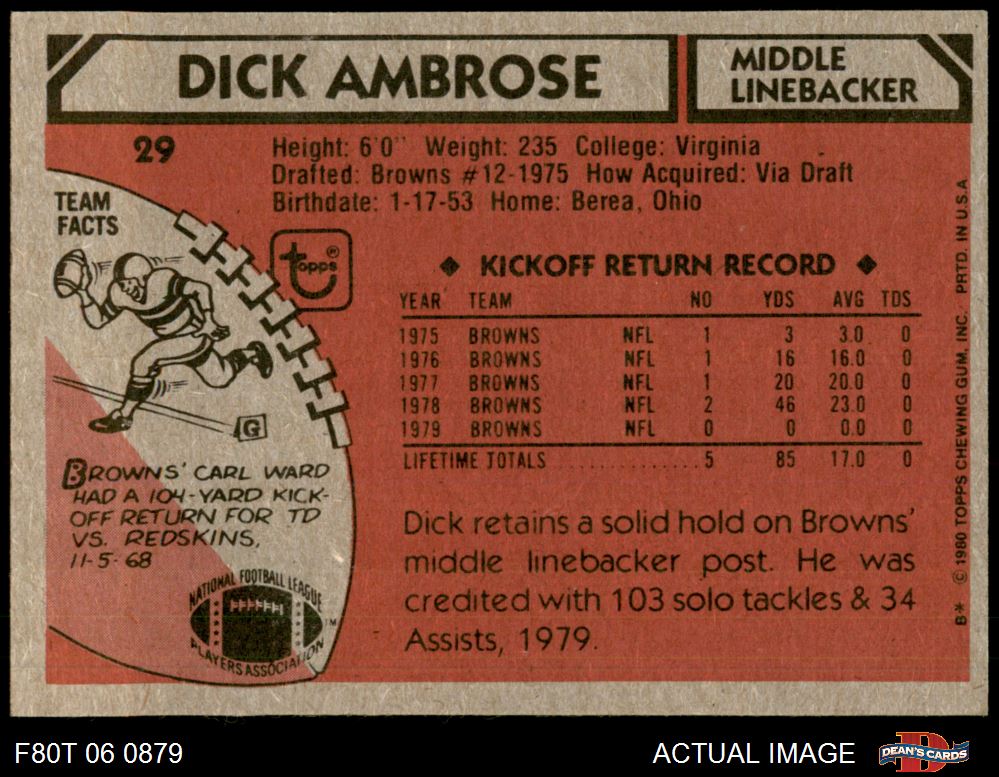 DICK AMBROSE
MIDDLE
LINEBACKER
29
Height: 6'0" Weight: 235 College: Virginia
Drafted: Browns #12-1975 How Acquired: Via Draft
Birthdate: 1-17-53 Home: Berea, Ohio
TEAM
FACTS
topps®
◆ KICKOFF RETURN RECORD ◆
YEAR TEAM NO YDS AVG TDS
1975 BROWNS NFL 1 3 3.0 0
1976 BROWNS NFL 1 16 16.0 0
1977 BROWNS NFL 1 20 20.0 0
1978 BROWNS NFL 2 46 23.0 0
1979 BROWNS NFL 0 0 0.0 0
LIFETIME TOTALS ............... 5 85 17.0 0
G
BROWNS' CARL WARD
HAD A 104-YARD KICK-
OFF RETURN FOR TD
VS. REDSKINS,
11-5-68
NATIONAL FOOTBALL LEAGUE
PLAYERS ASSOCIATION
TM
Dick retains a solid hold on Browns'
middle linebacker post. He was
credited with 103 solo tackles & 34
Assists, 1979.
B* © 1980 TOPPS CHEWING GUM, INC. PRTD. IN U.S.A
F80T 06 0879
ACTUAL IMAGE
DEAN'S CARDS